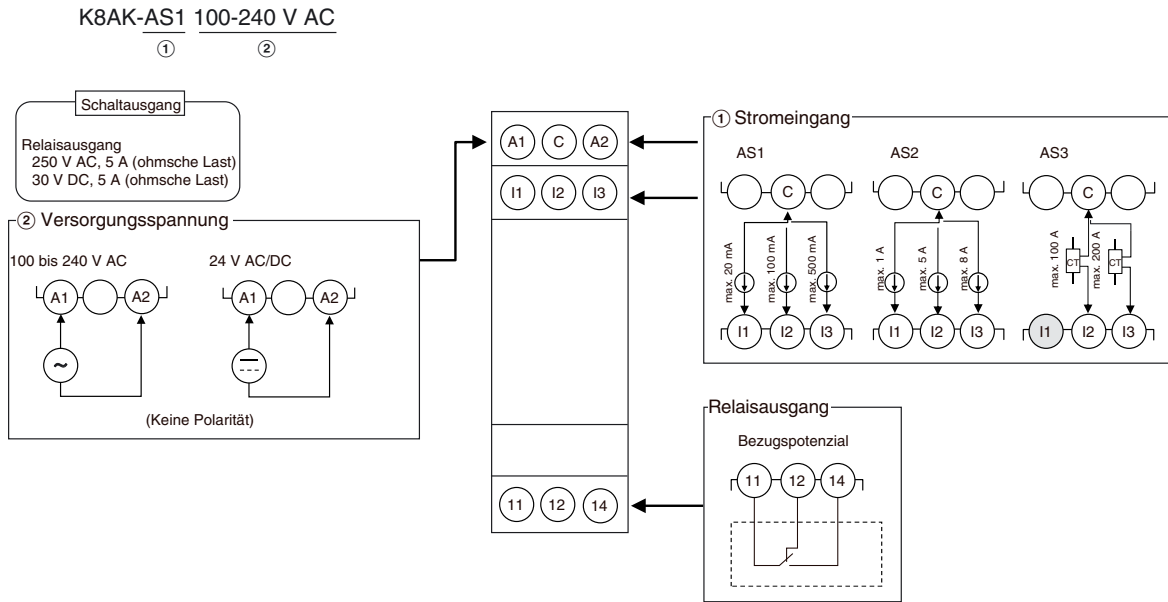 K8AK-AS1 100-240 V AC
① ②
Schaltausgang
Relaisausgang
250 V AC, 5 A (ohmsche Last)
30 V DC, 5 A (ohmsche Last)
② Versorgungsspannung
100 bis 240 V AC
24 V AC/DC
A1 A2
A1 A2
(Keine Polarität)
A1 C A2
I1 I2 I3
11 12 14
① Stromeingang
AS1 AS2 AS3
C C C
max. 20 mA
max. 100 mA
max. 500 mA
max. 1 A
max. 5 A
max. 8 A
max. 100 A
CT
max. 200 A
CT
I1 I2 I3
I1 I2 I3
I1 I2 I3
Relaisausgang
Bezugspotenzial
11 12 14